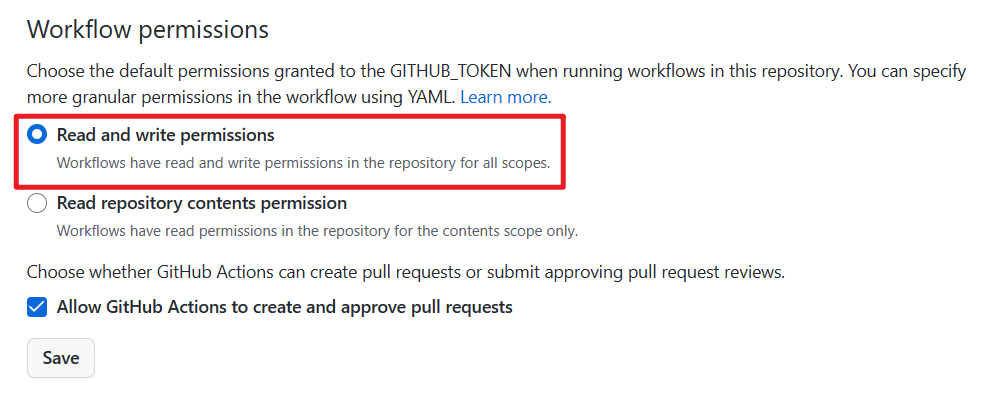 Workflow permissions
Choose the default permissions granted to the GITHUB_TOKEN when running workflows in this repository. You can specify
more granular permissions in the workflow using YAML. Learn more.
Read and write permissions
Workflows have read and write permissions in the repository for all scopes.
Read repository contents permission
Workflows have read permissions in the repository for the contents scope only.
Choose whether GitHub Actions can create pull requests or submit approving pull request reviews.
Allow GitHub Actions to create and approve pull requests
Save